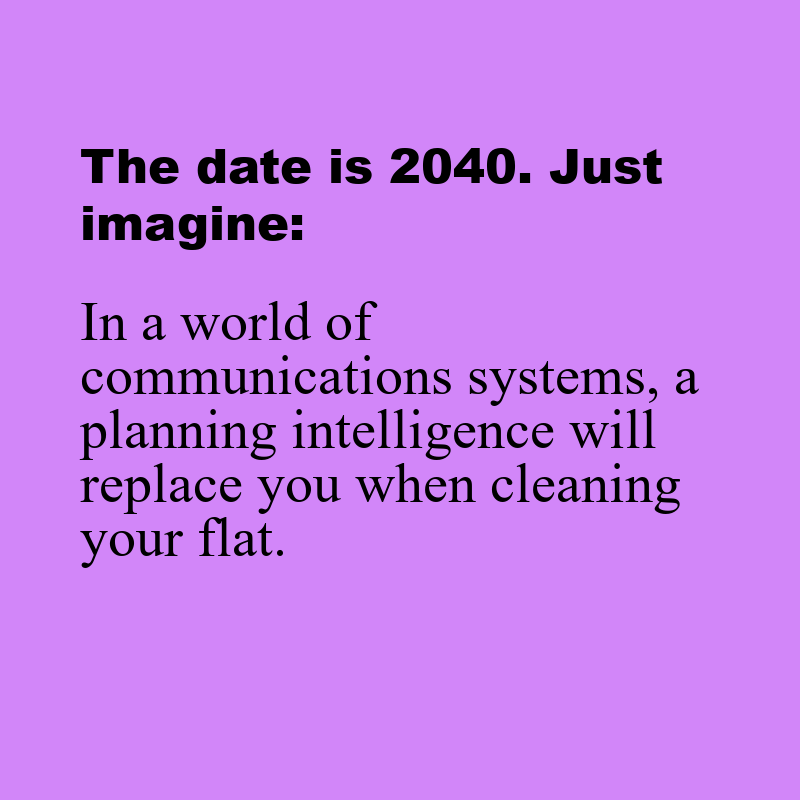 The date is 2040. Just
imagine:
In a world of
communications systems, a
planning intelligence will
replace you when cleaning
your flat.